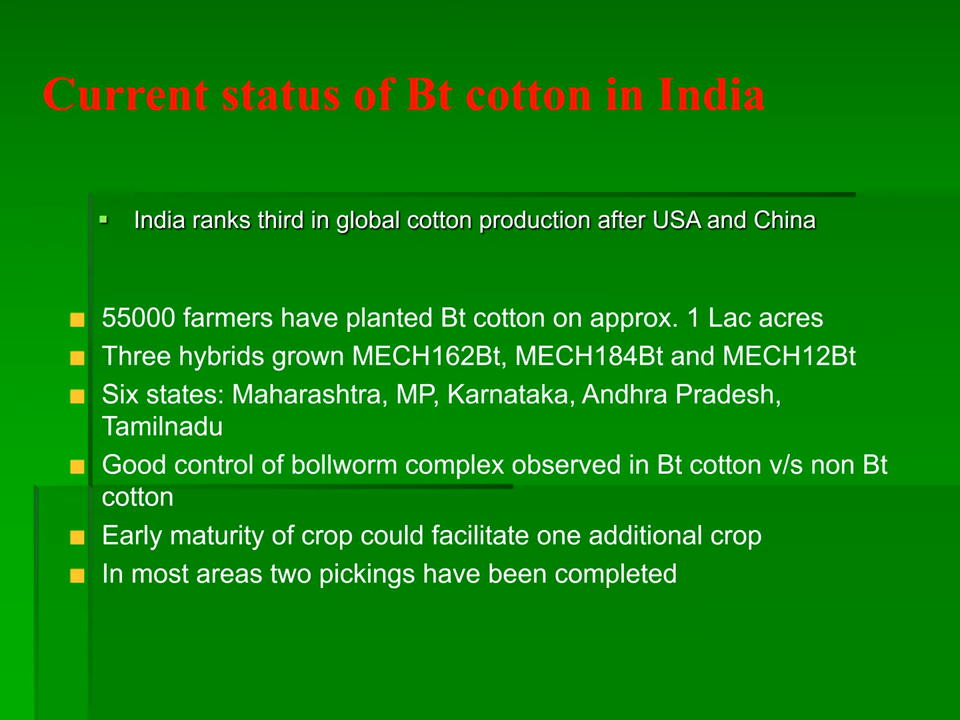 Current status of Bt cotton in India
India ranks third in global cotton production after USA and China
55000 farmers have planted Bt cotton on approx. 1 Lac acres
Three hybrids grown MECH162Bt, MECH184Bt and MECH12Bt
Six states: Maharashtra, MP, Karnataka, Andhra Pradesh,
Tamilnadu
Good control of bollworm complex observed in Bt cotton v/s non Bt
cotton
Early maturity of crop could facilitate one additional crop
In most areas two pickings have been completed